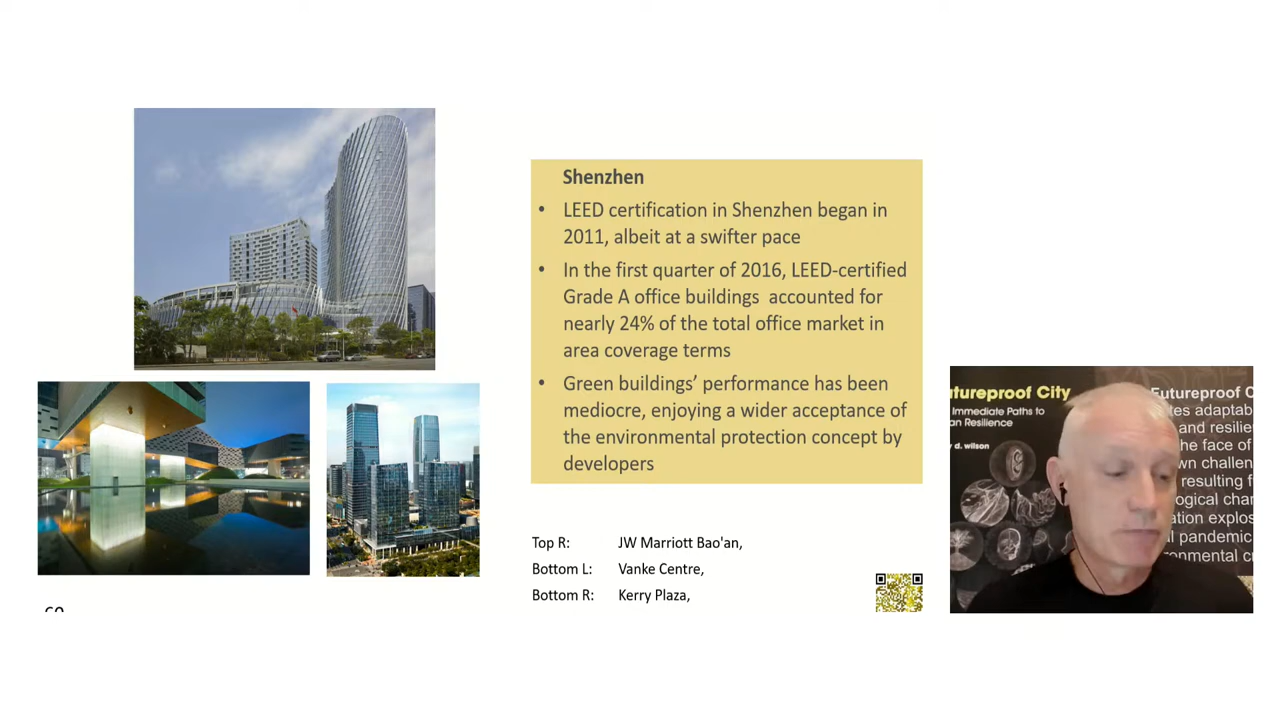 Shenzhen
• LEED certification in Shenzhen began in
2011, albeit at a swifter pace
• In the first quarter of 2016, LEED-certified
Grade A office buildings accounted for
nearly 24% of the total office market in
area coverage terms
• Green buildings' performance has been
mediocre, enjoying a wider acceptance of
the environmental protection concept by
developers
Top R: JW Marriott Bao'an,
Bottom L: Vanke Centre,
Bottom R: Kerry Plaza,
utureproof City
Immediate Paths to
an Resilience
y d. wilson
Futureproof C
tes adaptab
and resilie
he face of
wn challen
resulting f
ogical chan
ation explos
al pandemic
ronmental c